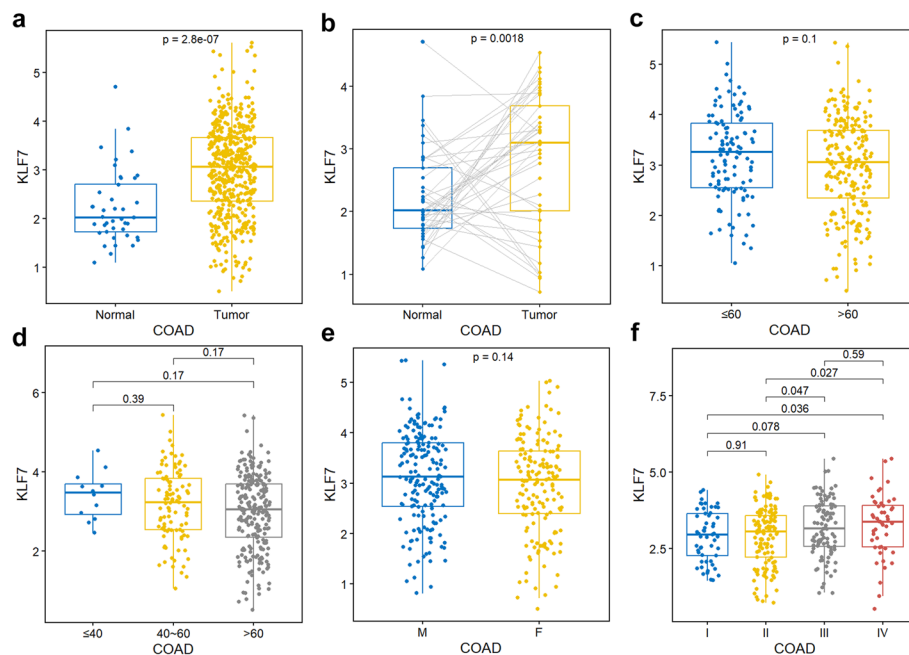 a
p = 2.8e-07
5
4
3
2
1
KLF7
Normal Tumor
COAD
b
p = 0.0018
4
3
2
1
KLF7
Normal Tumor
COAD
c
p = 0.1
5
4
3
2
1
KLF7
≤60 >60
COAD
d
0.17
0.17
0.39
6
4
2
KLF7
≤40 40~60 >60
COAD
e
p = 0.14
5
4
3
2
1
KLF7
M F
COAD
f
0.59
0.027
0.047
0.036
0.078
0.91
7.5
5.0
2.5
KLF7
I II III IV
COAD